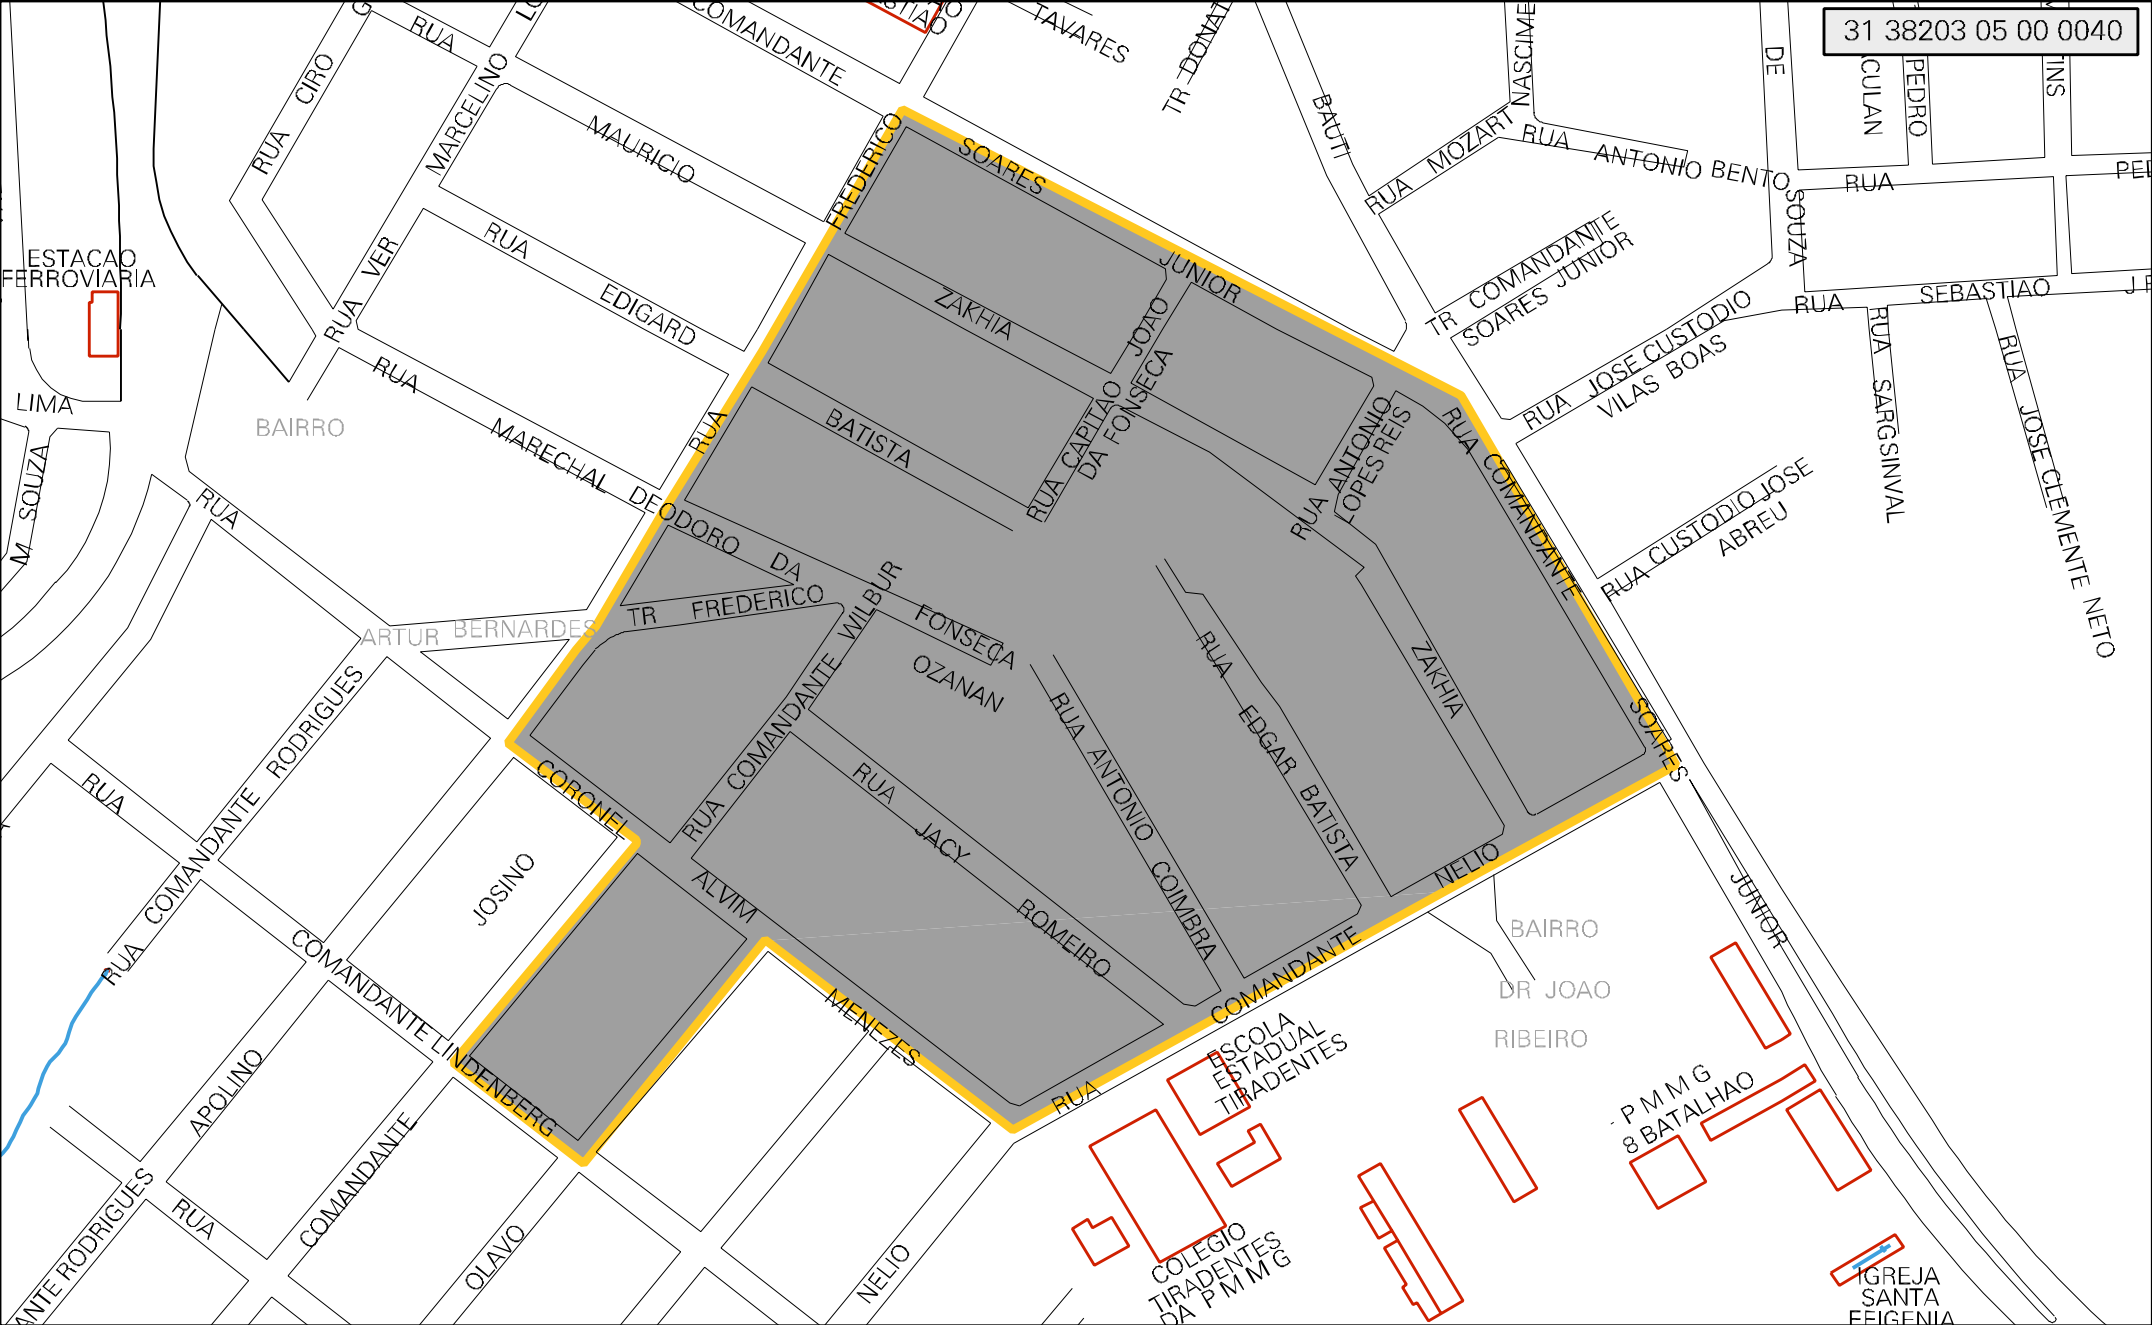 31 38203 05 00 0040
RUA
COMANDANTE
TAVARES
TR DONAT
BAUTI
NASCIME
DE
PEDRO
RUA CIRO
MARCELINO
RUA VER
MAURICIO
RUA
EDIGARD
RUA
MARECHAL DEODORO DA
FONSECA
RUA FREDERICO
SOARES
JUNIOR
RUA MOZART
RUA ANTONIO BENTO
SOUZA
RUA
TR COMANDANTE
SOARES JUNIOR
RUA JOSE CUSTODIO
VILAS BOAS
RUA SEBASTIAO
RUA SARGSINVAL
RUA JOSE CLEMENTE NETO
RUA CUSTODIO JOSE
ABREU
ESTACAO
FERROVIARIA
LIMA
M SOUZA
BAIRRO
RUA
ARTUR BERNARDES
ZAKHIA
BATISTA
RUA CAPITAO JOAO
DA FONSECA
RUA ANTONIO
LOPES REIS
RUA COMANDANTE
SOARES
JUNIOR
TR FREDERICO
OZANAN
RUA COMANDANTE WILBUR
RUA JACY
ROMEIRO
RUA ANTONIO COIMBRA
RUA EDGAR BATISTA
ZAKHIA
RUA COMANDANTE NELIO
CORONEL
ALVIM
MENEZES
JOSINO
RUA COMANDANTE RODRIGUES
RUA
COMANDANTE LINDENBERG
APOLINO
COMANDANTE
OLAVO
NELIO
ANTE RODRIGUES
RUA
BAIRRO
DR JOAO
RIBEIRO
ESCOLA
ESTADUAL
TIRADENTES
COLEGIO
TIRADENTES
DA P M M G
- P M M G
8 BATALHAO
IGREJA
SANTA
EFIGENIA